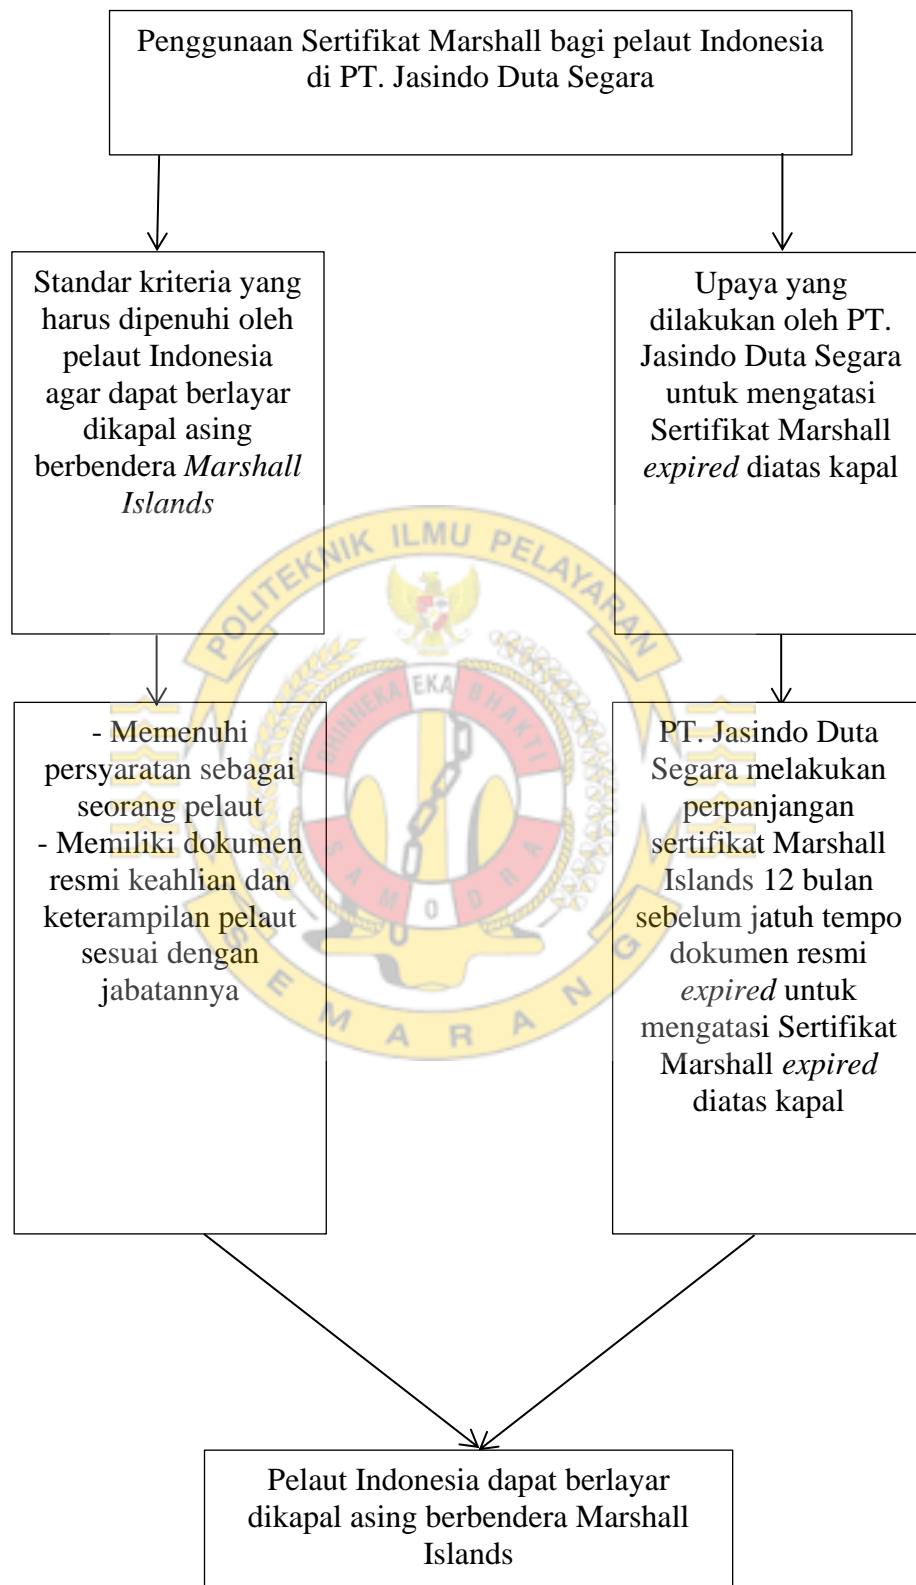 Penggunaan Sertifikat Marshall bagi pelaut Indonesia
di PT. Jasindo Duta Segara
Standar kriteria yang
harus dipenuhi oleh
pelaut Indonesia
agar dapat berlayar
dikapal asing
berbendera Marshall
Islands
Upaya yang
dilakukan oleh PT.
Jasindo Duta Segara
untuk mengatasi
Sertifikat Marshall
expired diatas kapal
POLITEKNIK ILMU PELAYARAN
BHINNEKA EKA BHAKTI
SAMODRA
SEMARANG
- Memenuhi
persyaratan sebagai
seorang pelaut
- Memiliki dokumen
resmi keahlian dan
keterampilan pelaut
sesuai dengan
jabatannya
PT. Jasindo Duta
Segara melakukan
perpanjangan
sertifikat Marshall
Islands 12 bulan
sebelum jatuh tempo
dokumen resmi
expired untuk
mengatasi Sertifikat
Marshall expired
diatas kapal
Pelaut Indonesia dapat berlayar
dikapal asing berbendera Marshall
Islands